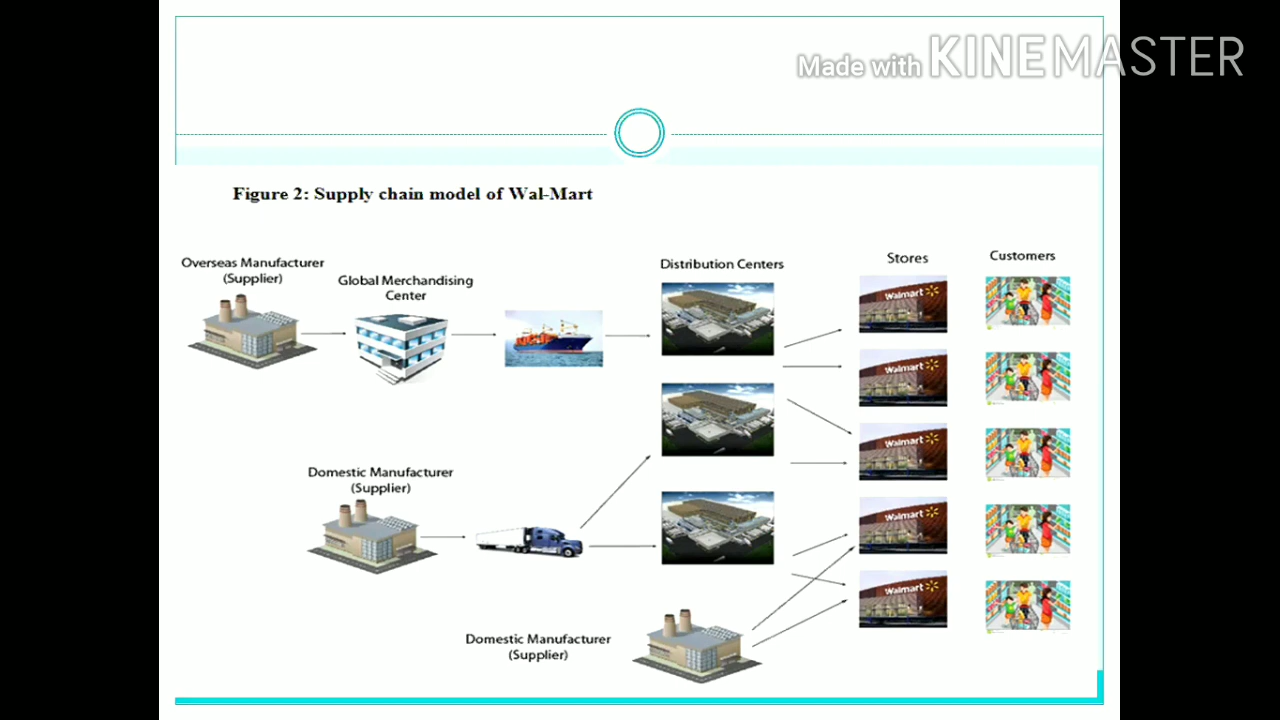 Made with KINEMASTER
Figure 2: Supply chain model of Wal-Mart
Overseas Manufacturer
(Supplier)
Global Merchandising
Center
Distribution Centers
Stores
Customers
Walmart
Walmart
Walmart
Domestic Manufacturer
(Supplier)
Walmart
Walmart
Domestic Manufacturer
(Supplier)